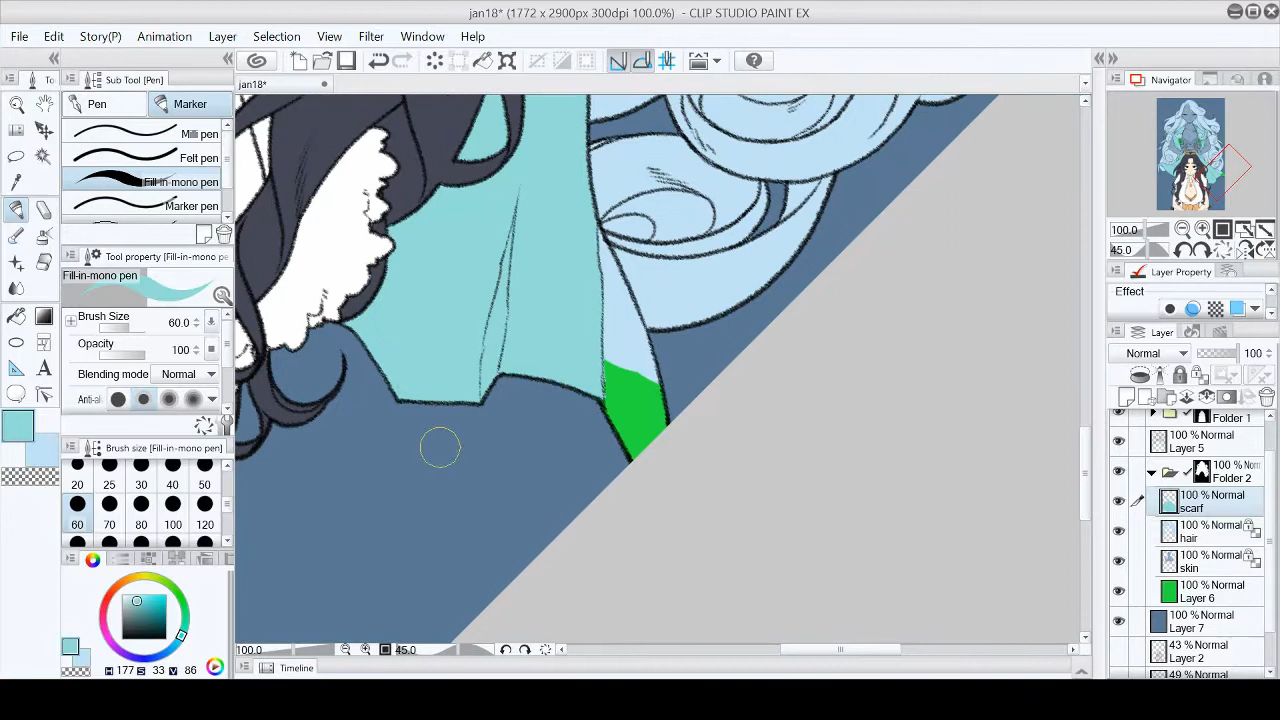 jan18* (1772 x 2900px 300dpi 100.0%) - CLIP STUDIO PAINT EX
File Edit Story(P) Animation Layer Selection View Filter Window Help
To Sub Tool [Pen]
jan18*
Navigator
Pen Marker
Milli pen
Felt pen
Fill-in-mono pen
Marker pen
Tool property [Fill-in-mono pe
Fill-in-mono pen
Brush Size 60.0
Opacity 100
Blending mode Normal
Anti-al
Brush size [Fill-in-mono pen]
20 25 30 40 50
60 70 80 100 120
H 177 S 33 V 86
100.0 45.0
Timeline
100.0
45.0
Layer Property
Effect
Layer
Normal 100
Folder 1
100 % Normal
Layer 5
100 % Norn
Folder 2
100 % Normal
scarf
100 % Normal
hair
100 % Normal
skin
100 % Normal
Layer 6
100 % Normal
Layer 7
43 % Normal
Layer 2
49 % Normal